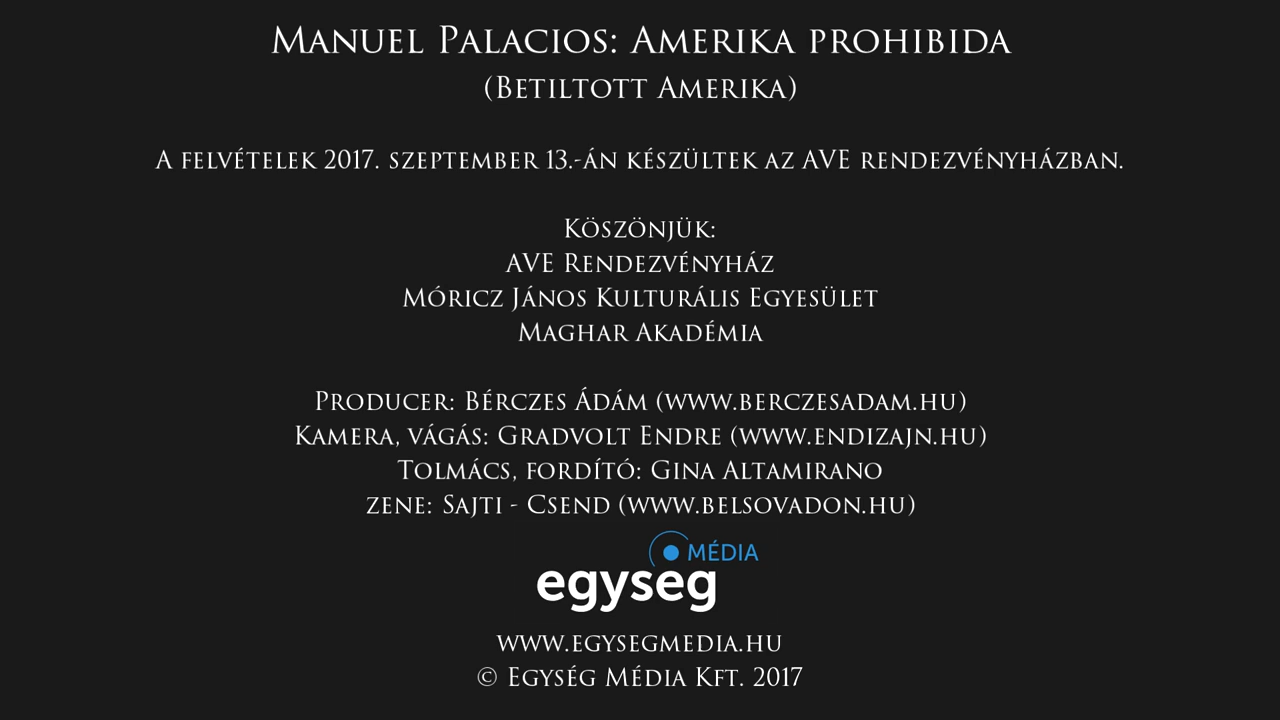 Manuel Palacios: Amerika prohibida
(Betiltott Amerika)
A felvételek 2017. szeptember 13.-án készültek az AVE rendezvényházban.
Köszönjük:
AVE Rendezvényház
Móricz János Kulturális Egyesület
Maghar Akadémia
Producer: Bérczes Ádám (www.berczesadam.hu)
Kamera, vágás: Gradvolt Endre (www.endizajn.hu)
Tolmács, fordító: Gina Altamirano
zene: Sajti - Csend (www.belsovadon.hu)
MÉDIA
egység
www.egysegmedia.hu
© Egység Média Kft. 2017